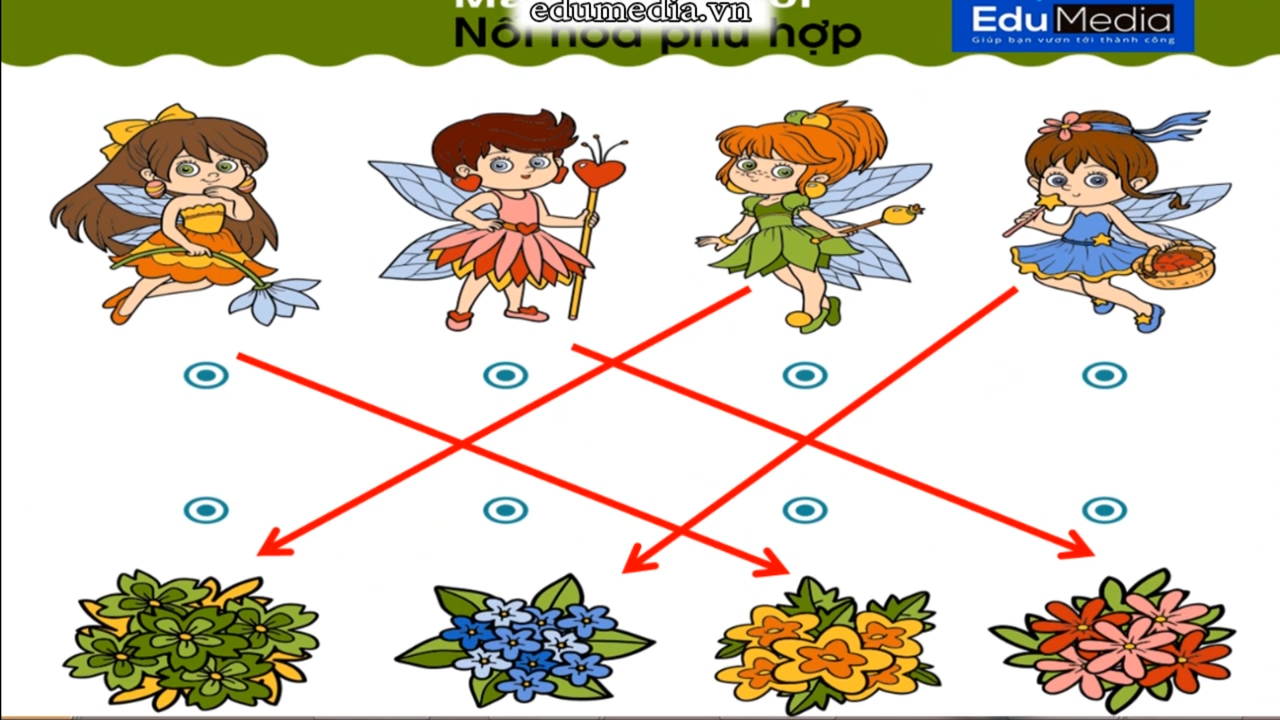 edumedia.vn
Nối hoa phù hợp
EduMedia
Giúp bạn vươn tới thành công